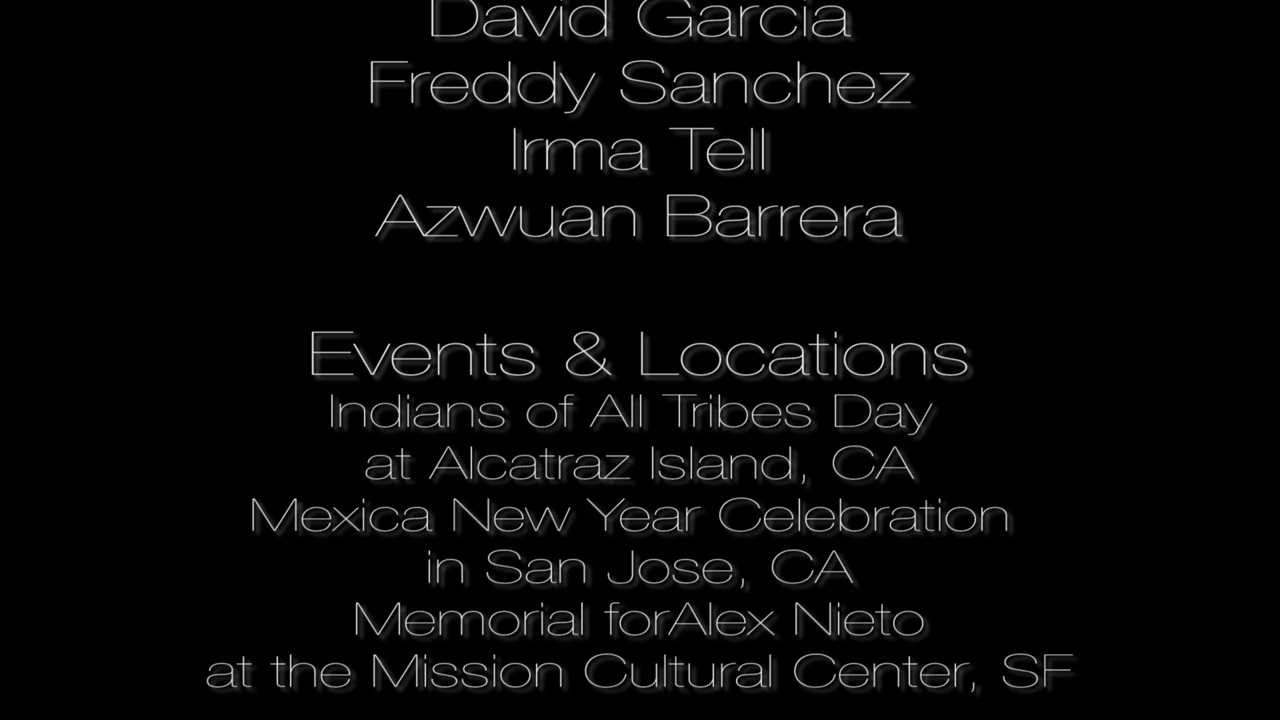 David Garcia
Freddy Sanchez
Irma Tell
Azwuan Barrera
Events & Locations
Indians of All Tribes Day
at Alcatraz Island, CA
Mexica New Year Celebration
in San Jose, CA
Memorial forAlex Nieto
at the Mission Cultural Center, SF